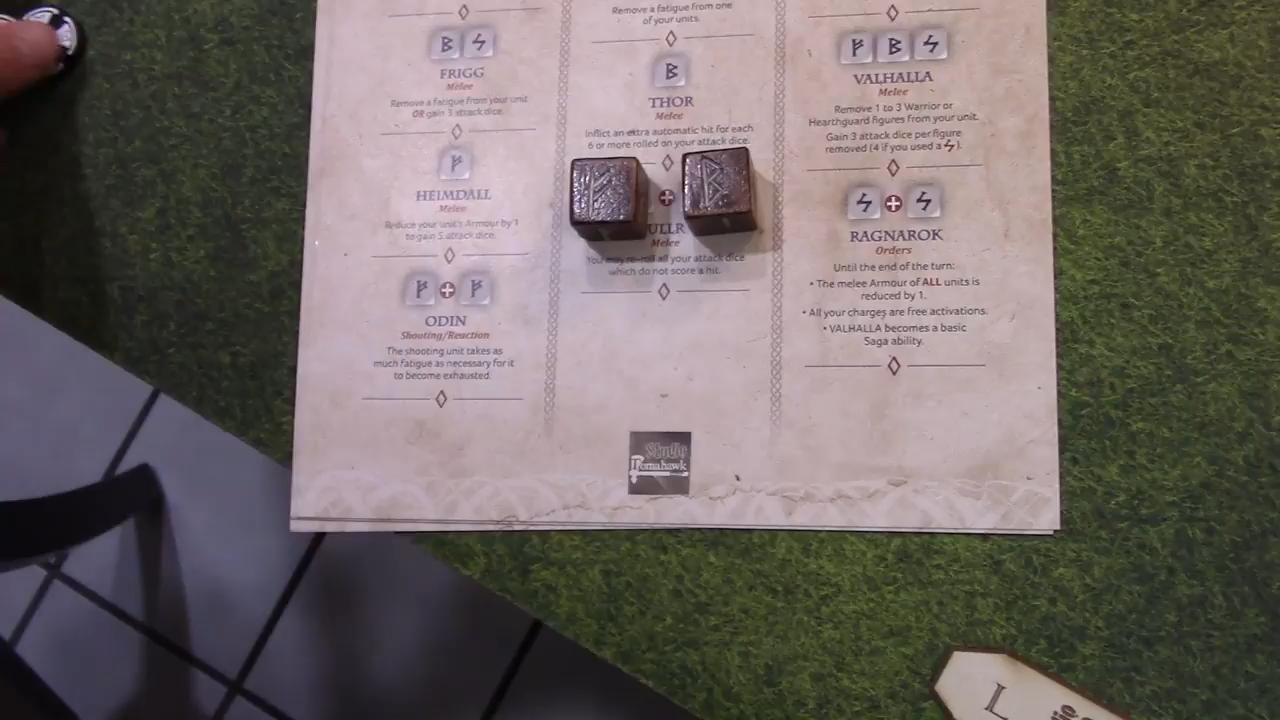 FRIGG
Melee
Remove a fatigue from your unit
OR gain 3 attack dice.
HEIMDALL
Melee
Reduce your unit's Armour by 1
to gain 5 attack dice.
ODIN
Shooting/Reaction
The shooting unit takes as
much fatigue as necessary for it
to become exhausted.
Remove a fatigue from one
of your units.
THOR
Melee
Inflict an extra automatic hit for each
6 or more rolled on your attack dice.
ULLR
Melee
You may re-roll all your attack dice
which do not score a hit.
Studio
Tomahawk
VALHALLA
Melee
Remove 1 to 3 Warrior or
Hearthguard figures from your unit.
Gain 3 attack dice per figure
removed (4 if you used a ᛋ).
RAGNAROK
Orders
Until the end of the turn:
• The melee Armour of ALL units is
reduced by 1.
• All your charges are free activations.
• VALHALLA becomes a basic
Saga ability.
L